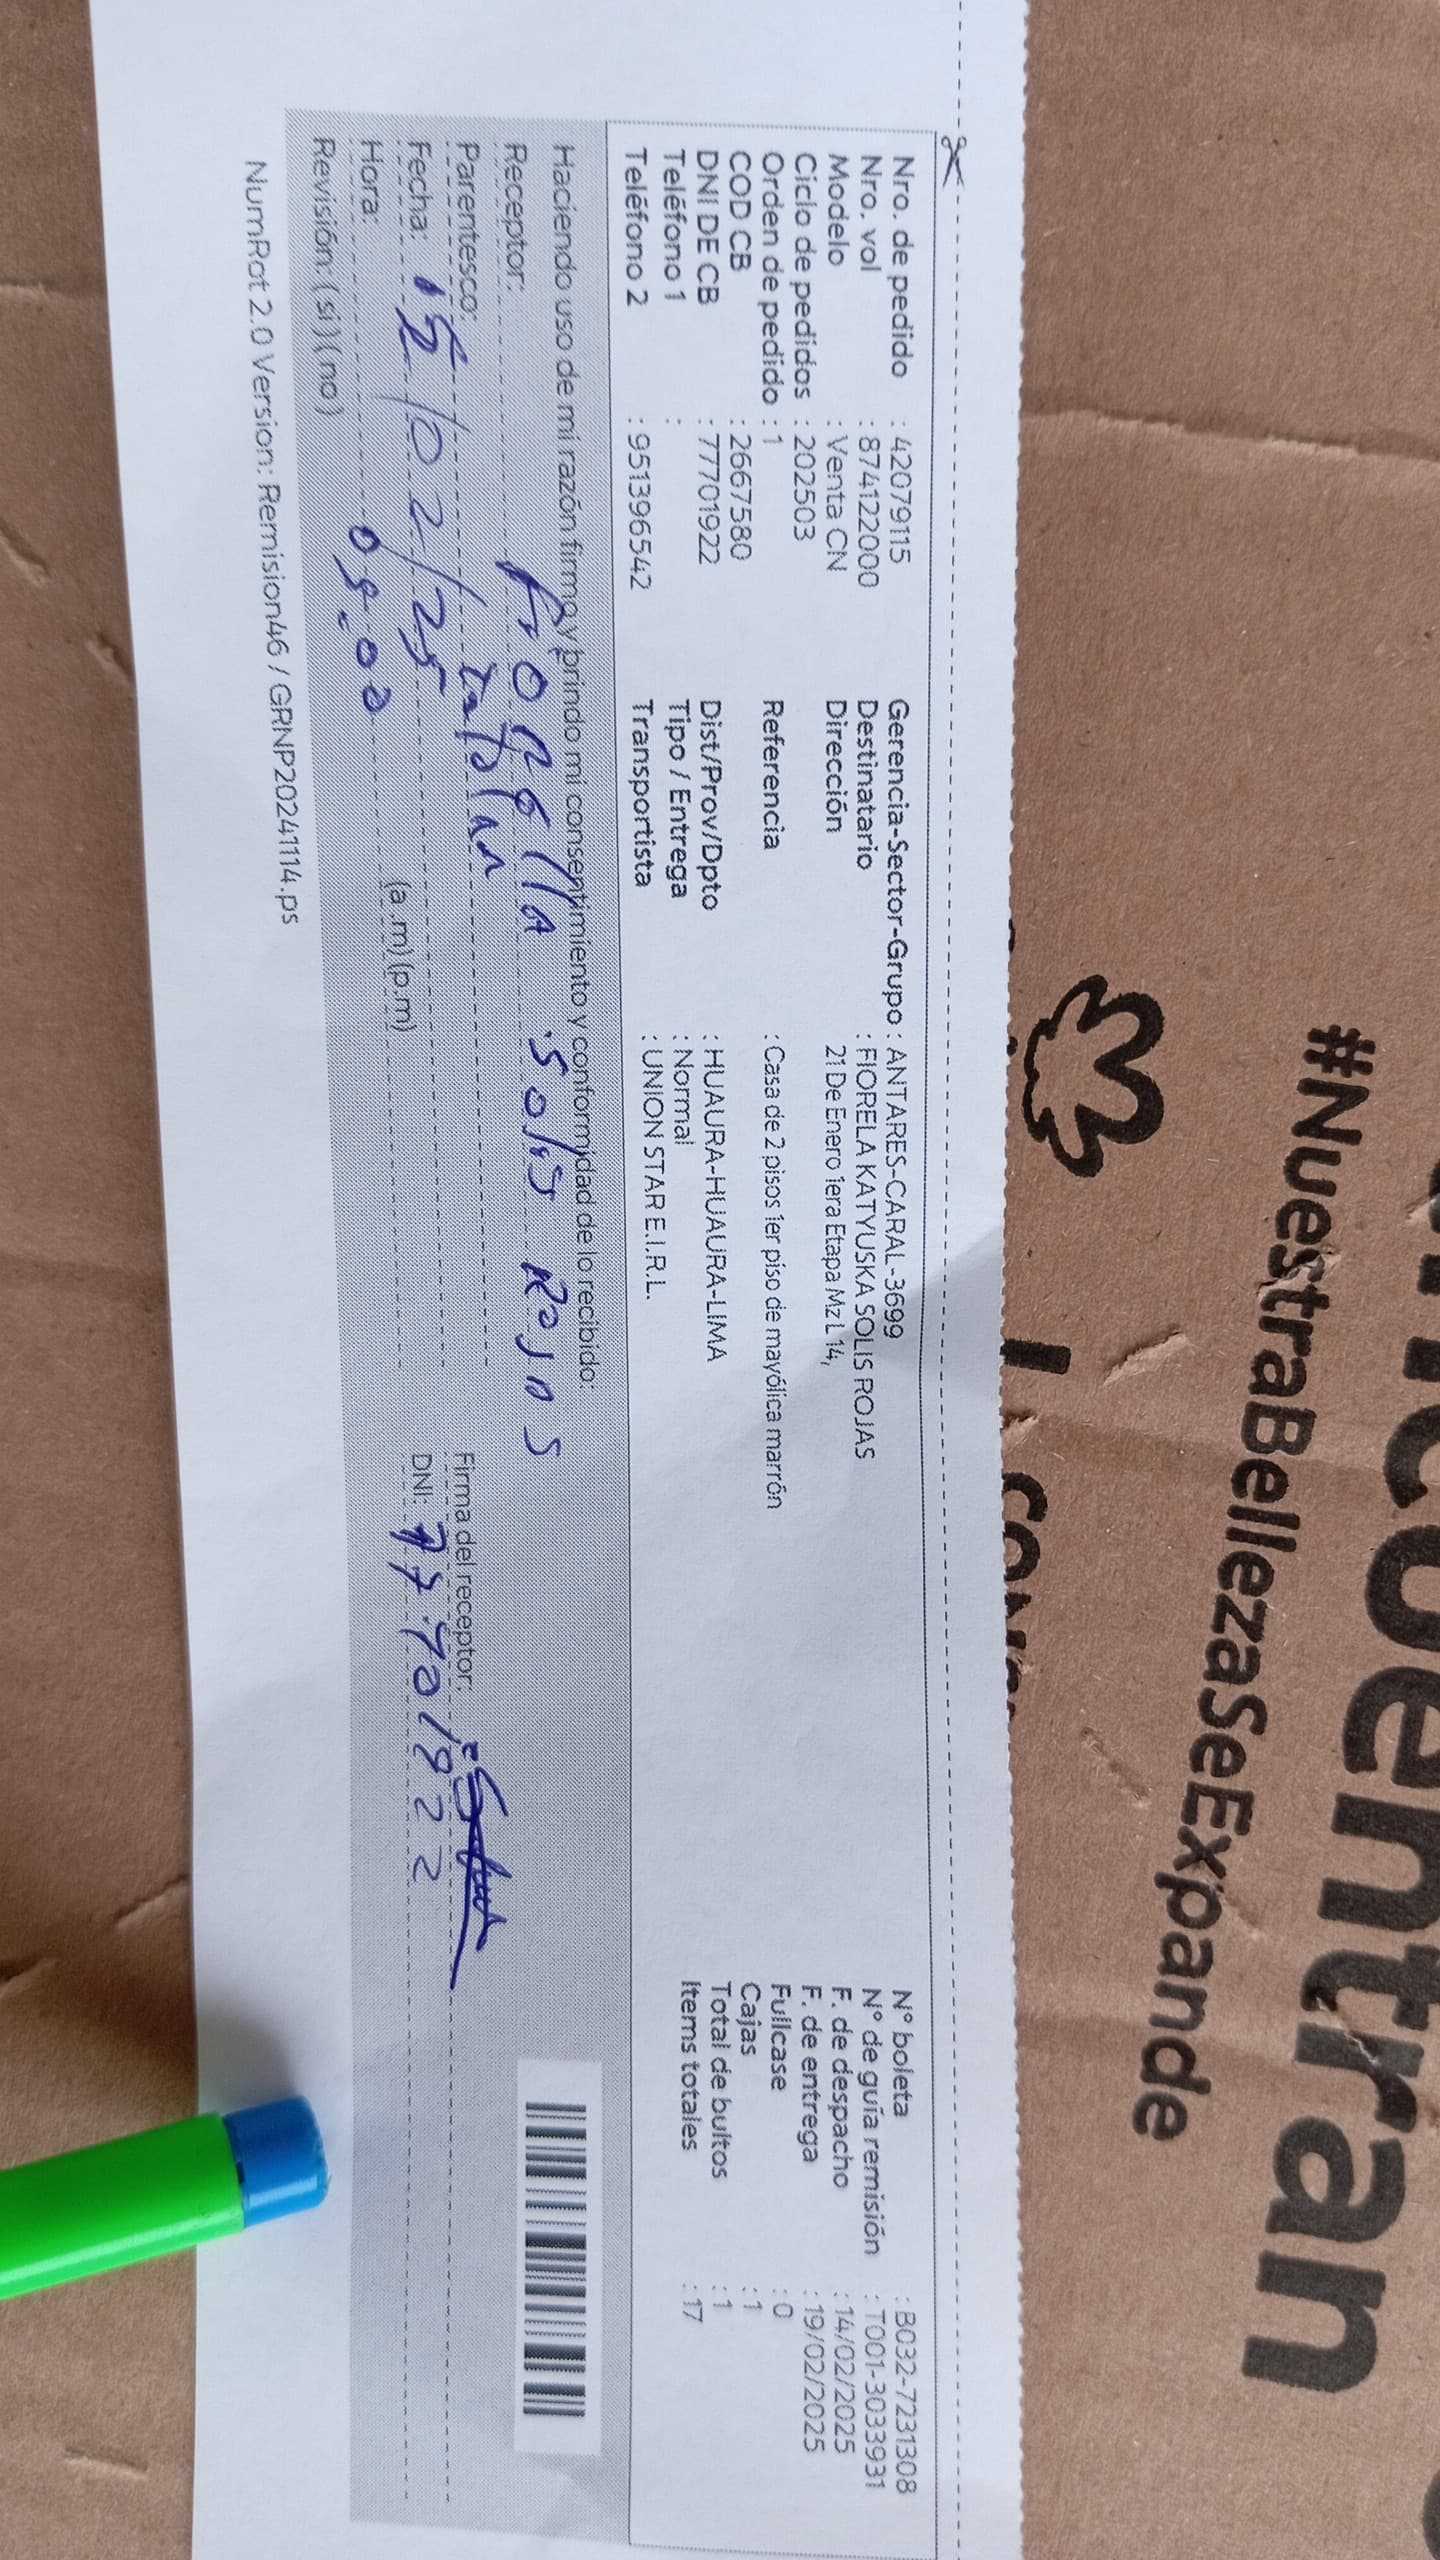 #NuestraBellezaSeExpande
Nro. de pedido : 42079115
Nro. vol : 874122000
Modelo : Venta CN
Ciclo de pedidos : 202503
Orden de pedido : 1
COD CB : 2667580
DNI DE CB : 77701922
Teléfono 1 :
Teléfono 2 : 951396542
Gerencia-Sector-Grupo : ANTARES-CARAL-3699
Destinatario : FIORELA KATYUSKA SOLIS ROJAS
Dirección 21 De Enero 1era Etapa Mz L 14,
Referencia : Casa de 2 pisos 1er piso de mayólica marrón
Dist/Prov/Dpto : HUAURA-HUAURA-LIMA
Tipo / Entrega : Normal
Transportista : UNION STAR E.I.R.L.
N° boleta : B032-7231308
N° de guía remisión : T001-3033931
F. de despacho : 14/02/2025
F. de entrega : 19/02/2025
Fullcase : 0
Cajas : 1
Total de bultos : 1
Items totales : 17
Haciendo uso de mi razón firmo y brindo mi consentimiento y conformidad de lo recibido:
Receptor: Solis Rojas
Parentesco: titular
Fecha: /02/25
Hora: (a.m) (p.m)
Revisión: (si) (no)
Firma del receptor:
DNI: 77701922
NumRot 2.0 Version: Remision46 / GRNP20241114.ps